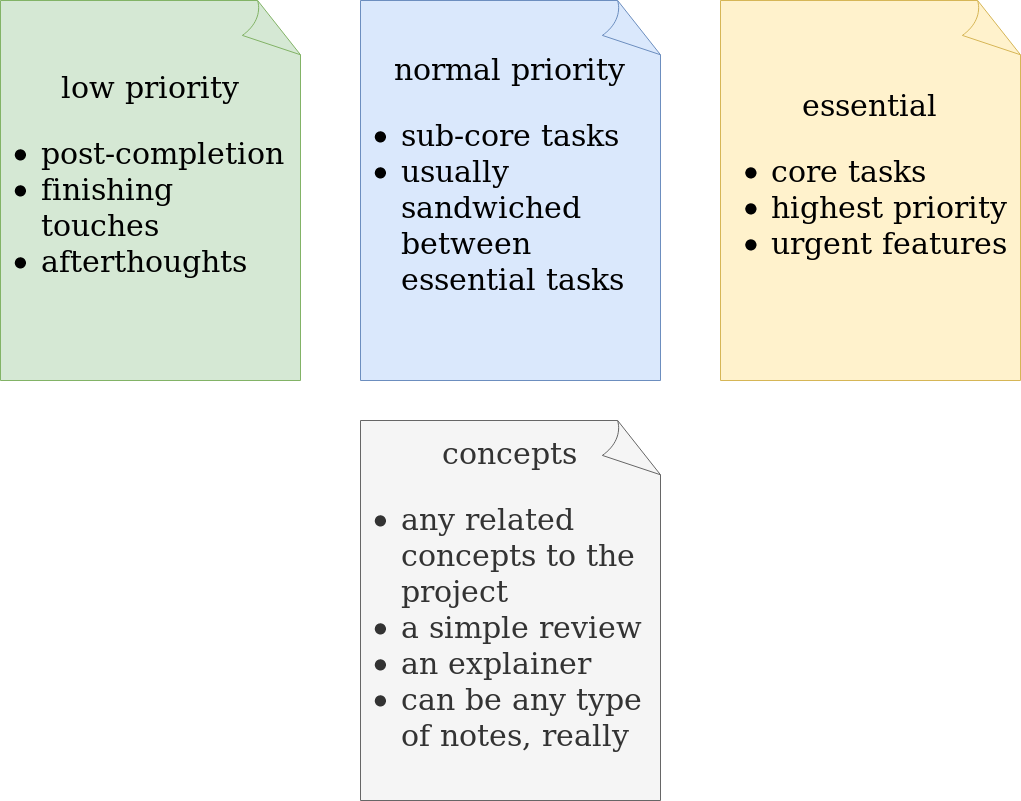 low priority
• post-completion
• finishing
touches
• afterthoughts
normal priority
• sub-core tasks
• usually
sandwiched
between
essential tasks
essential
• core tasks
• highest priority
• urgent features
concepts
• any related
concepts to the
project
• a simple review
• an explainer
• can be any type
of notes, really